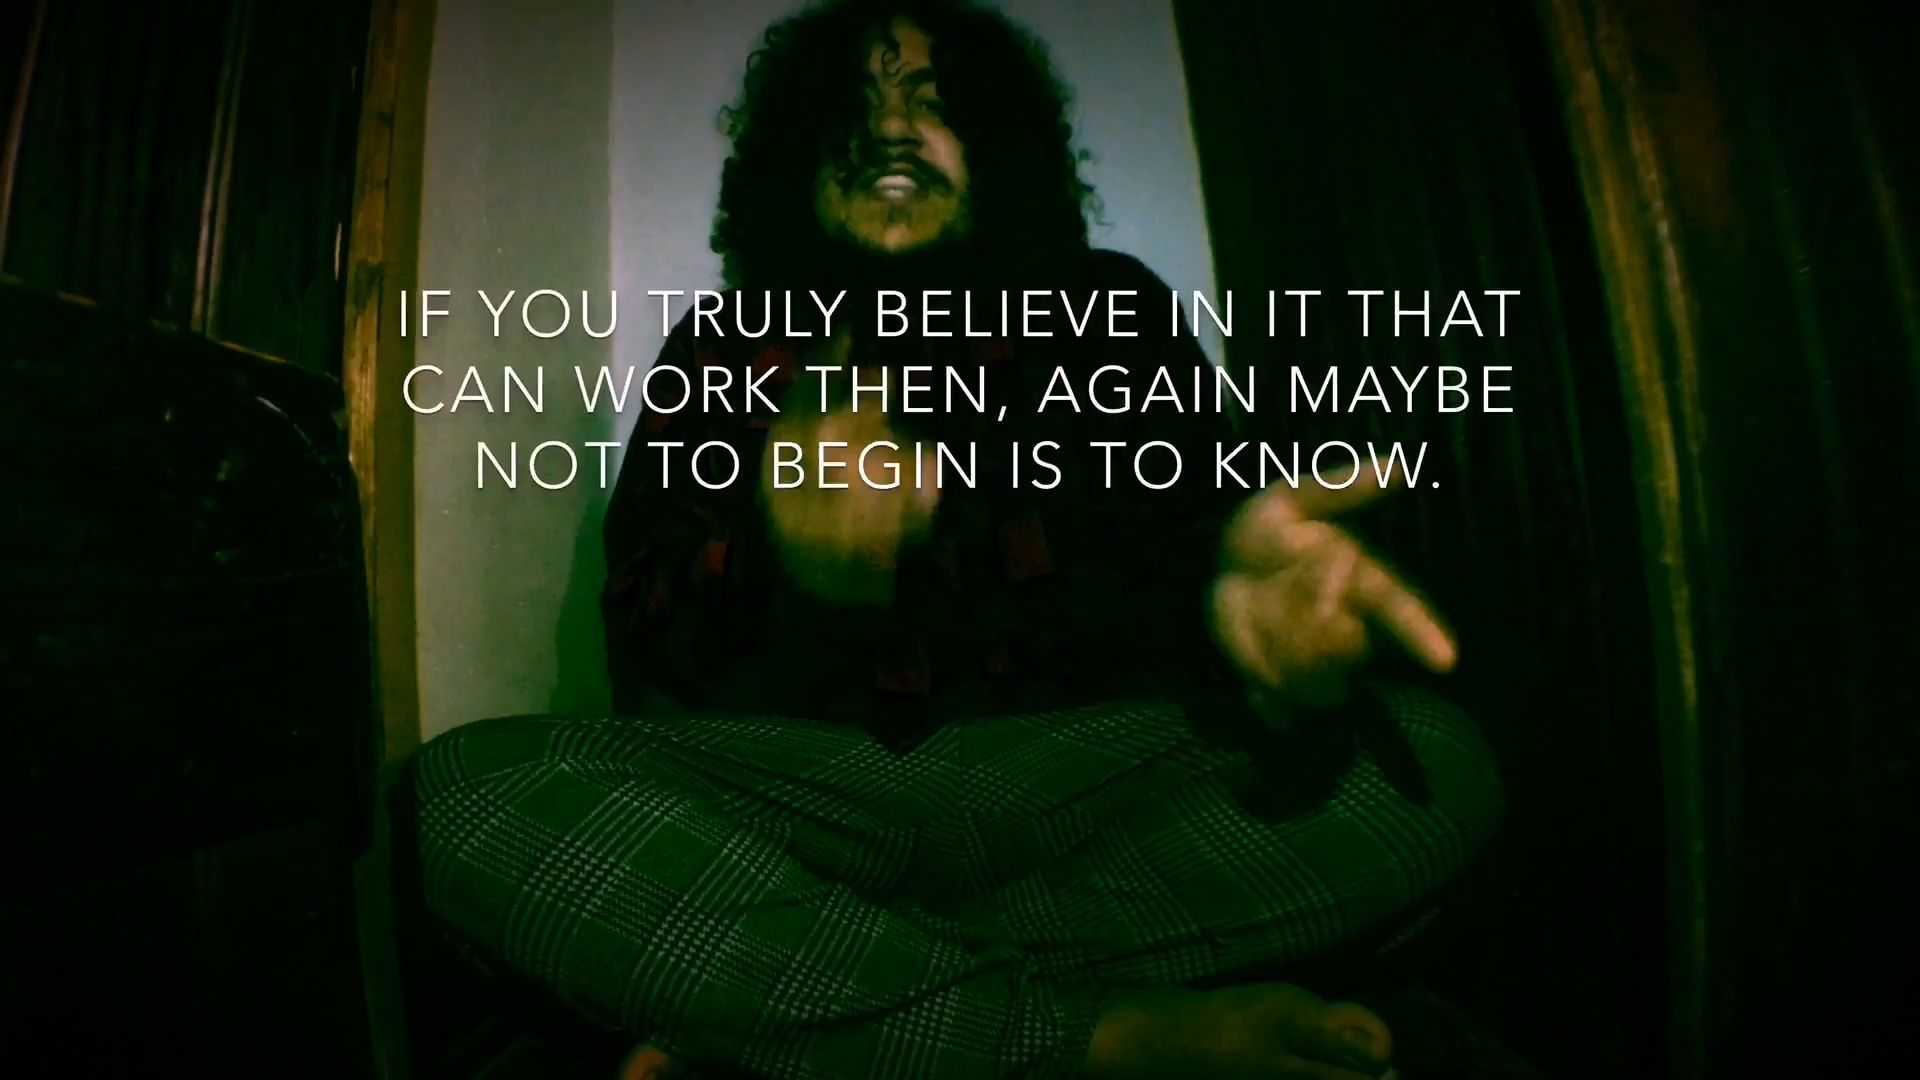 IF YOU TRULY BELIEVE IN IT THAT
CAN WORK THEN, AGAIN MAYBE
NOT TO BEGIN IS TO KNOW.